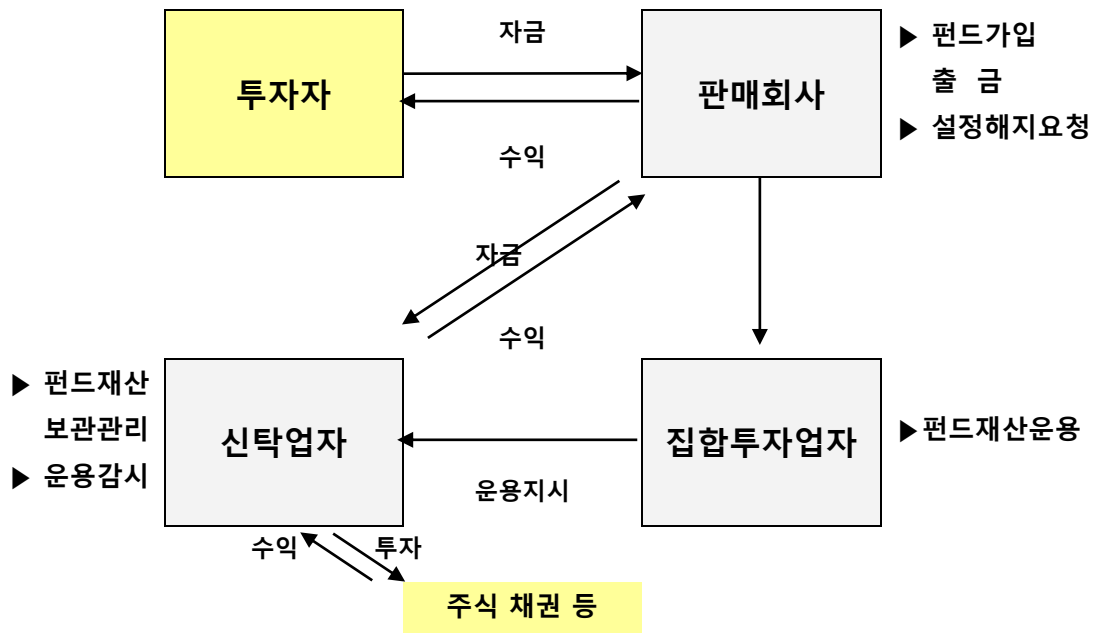 자금
투자자
판매회사
▶ 펀드가입
출 금
▶ 설정해지요청
수익
자금
수익
▶ 펀드재산
보관관리
▶ 운용감시
신탁업자
집합투자업자
▶펀드재산운용
운용지시
수익
투자
주식 채권 등